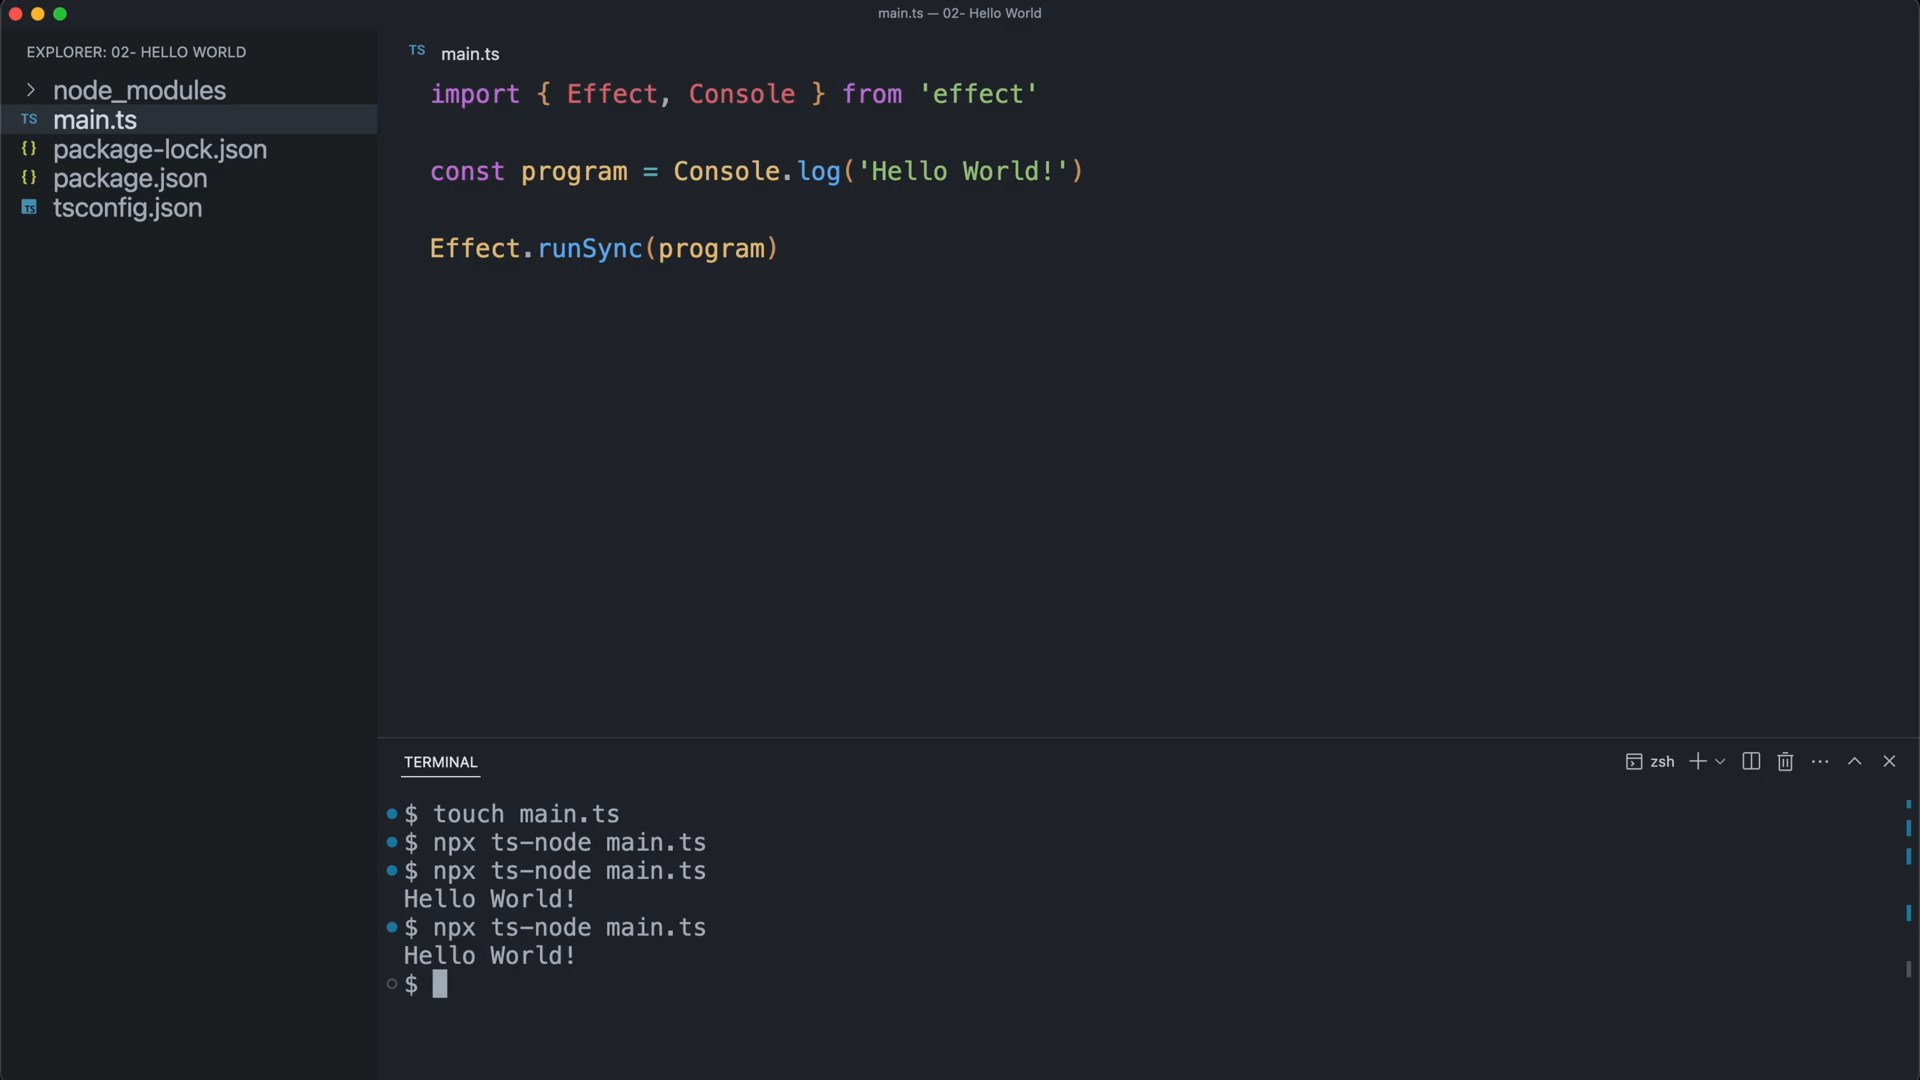 main.ts — 02- Hello World
EXPLORER: 02- HELLO WORLD
node_modules
TS main.ts
{} package-lock.json
{} package.json
TS tsconfig.json
TS main.ts
import { Effect, Console } from 'effect'
const program = Console.log('Hello World!')
Effect.runSync(program)
TERMINAL
zsh
$ touch main.ts
$ npx ts-node main.ts
$ npx ts-node main.ts
Hello World!
$ npx ts-node main.ts
Hello World!
$